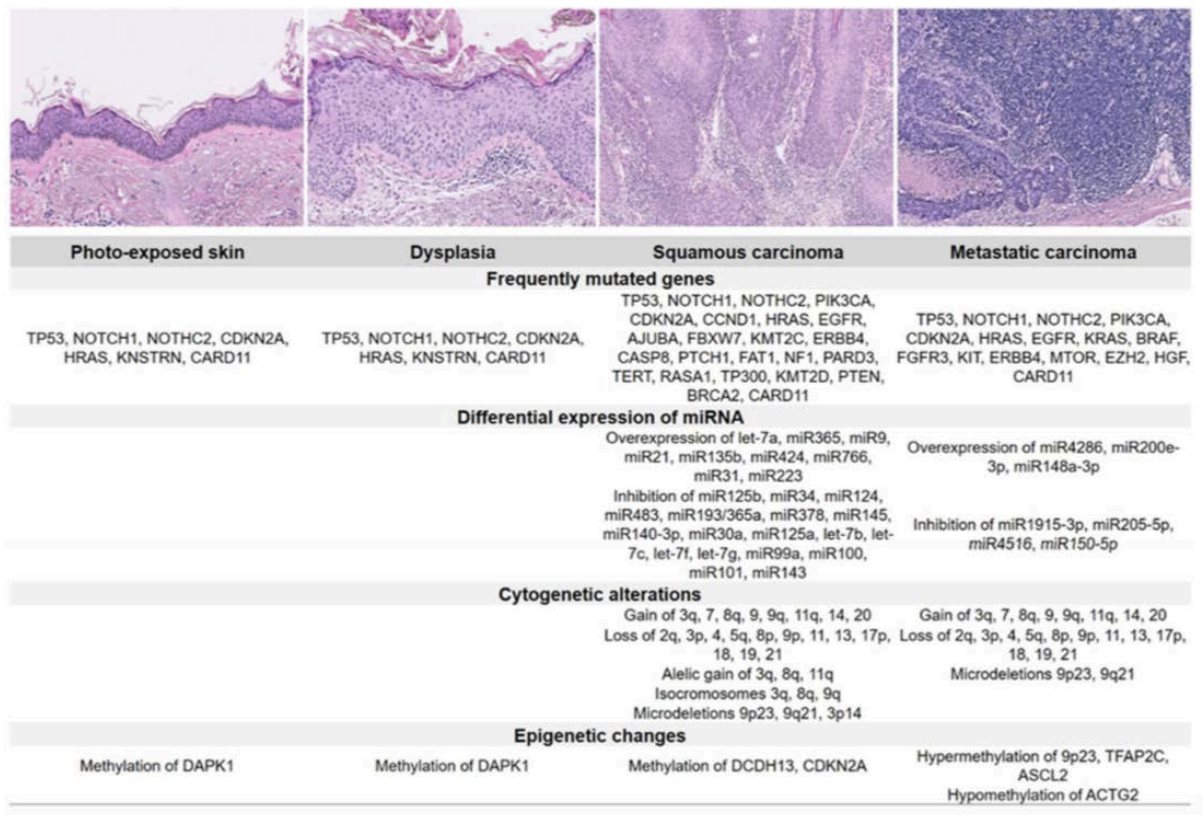 Photo-exposed skin Dysplasia Squamous carcinoma Metastatic carcinoma
Frequently mutated genes
TP53, NOTCH1, NOTHC2, CDKN2A,
HRAS, KNSTRN, CARD11
TP53, NOTCH1, NOTHC2, CDKN2A,
HRAS, KNSTRN, CARD11
TP53, NOTCH1, NOTHC2, PIK3CA,
CDKN2A, CCND1, HRAS, EGFR,
AJUBA, FBXW7, KMT2C, ERBB4,
CASP8, PTCH1, FAT1, NF1, PARD3,
TERT, RASA1, TP300, KMT2D, PTEN,
BRCA2, CARD11
TP53, NOTCH1, NOTHC2, PIK3CA,
CDKN2A, HRAS, EGFR, KRAS, BRAF,
FGFR3, KIT, ERBB4, MTOR, EZH2, HGF,
CARD11
Differential expression of miRNA
Overexpression of let-7a, miR365, miR9,
miR21, miR135b, miR424, miR766,
miR31, miR223
Overexpression of miR4286, miR200e-
3p, miR148a-3p
Inhibition of miR125b, miR34, miR124,
miR483, miR193/365a, miR378, miR145,
miR140-3p, miR30a, miR125a, let-7b, let-
7c, let-7f, let-7g, miR99a, miR100,
miR101, miR143
Inhibition of miR1915-3p, miR205-5p,
miR4516, miR150-5p
Cytogenetic alterations
Gain of 3q, 7, 8q, 9, 9q, 11q, 14, 20
Loss of 2q, 3p, 4, 5q, 8p, 9p, 11, 13, 17p,
18, 19, 21
Alelic gain of 3q, 8q, 11q
Isocromosomes 3q, 8q, 9q
Microdeletions 9p23, 9q21, 3p14
Gain of 3q, 7, 8q, 9, 9q, 11q, 14, 20
Loss of 2q, 3p, 4, 5q, 8p, 9p, 11, 13, 17p,
18, 19, 21
Microdeletions 9p23, 9q21
Epigenetic changes
Methylation of DAPK1
Methylation of DAPK1
Methylation of DCDH13, CDKN2A
Hypermethylation of 9p23, TFAP2C,
ASCL2
Hypomethylation of ACTG2